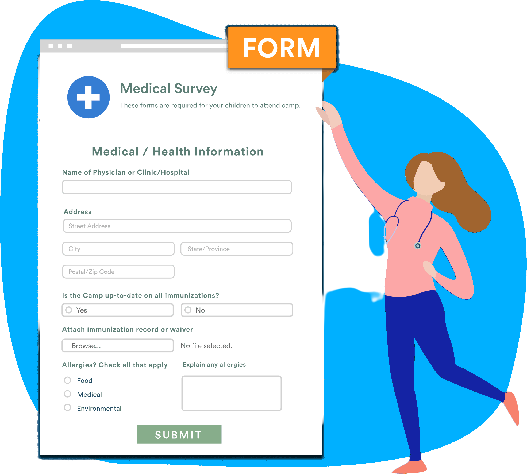 FORM
Medical Survey
These forms are required for your children to attend camp.
Medical / Health Information
Name of Physician or Clinic/Hospital
Address
Street Address
City State/Province
Postal/Zip Code
Is the Camp up-to-date on all immunizations?
Yes No
Attach immunization record or waiver
Browse... No file selected.
Allergies? Check all that apply Explain any allergies
Food
Medical
Environmental
SUBMIT